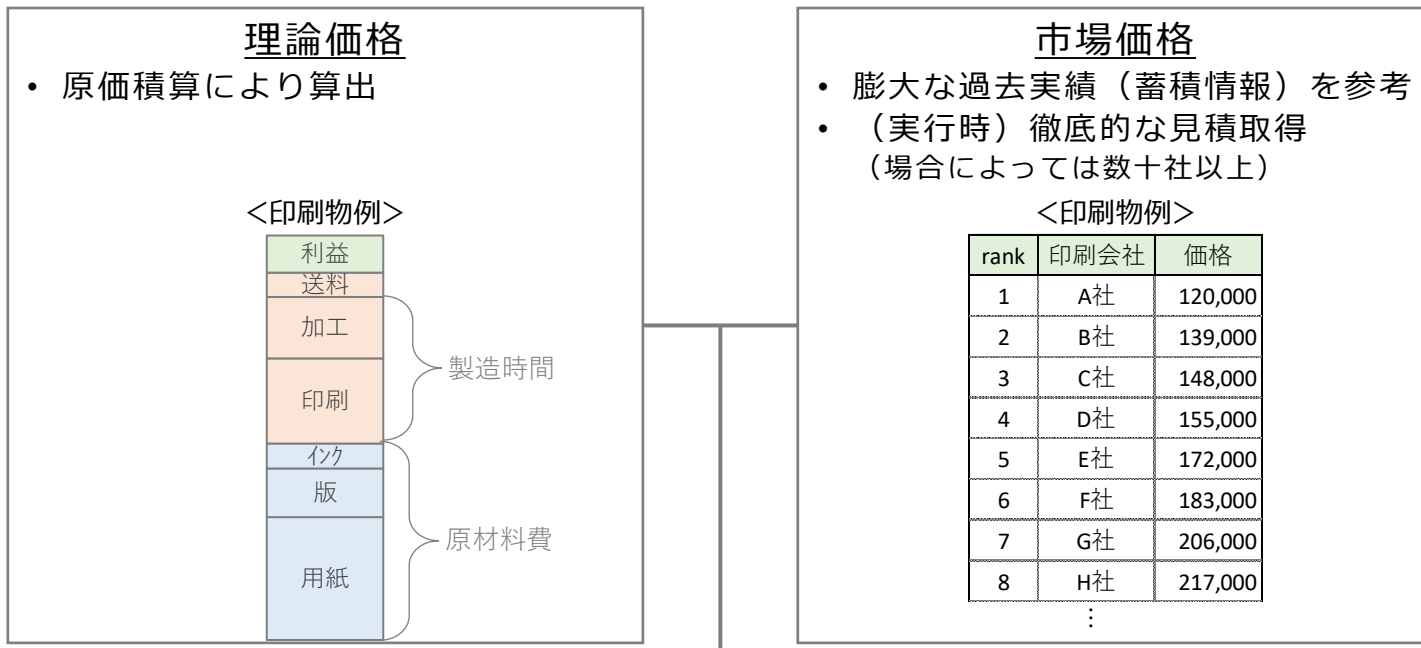 理論価格
• 原価積算により算出
<印刷物例>
利益
送料
加工
印刷
製造時間
ｲﾝｸ
版
用紙
原材料費
市場価格
• 膨大な過去実績（蓄積情報）を参考
• （実行時）徹底的な見積取得
（場合によっては数十社以上）
<印刷物例>
rank 印刷会社 価格
1 A社 120,000
2 B社 139,000
3 C社 148,000
4 D社 155,000
5 E社 172,000
6 F社 183,000
7 G社 206,000
8 H社 217,000
⋮